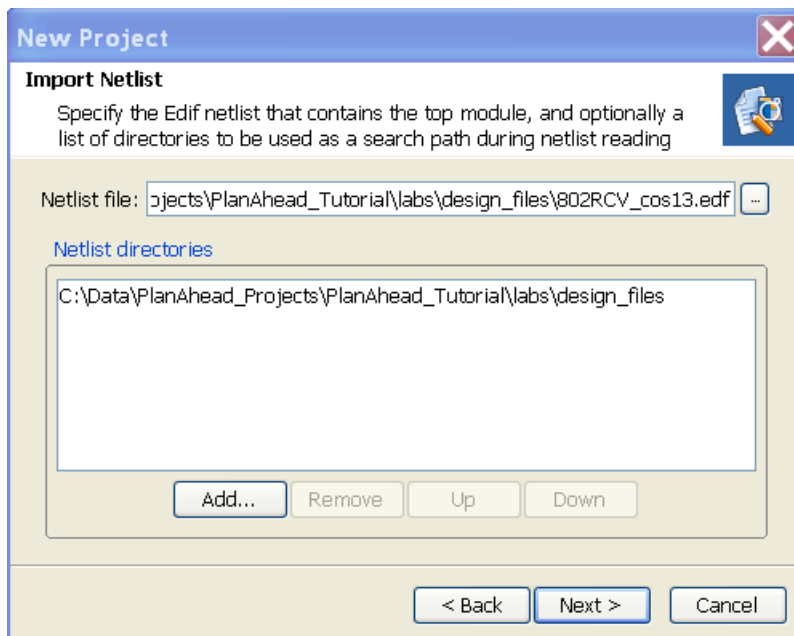 New Project
Import Netlist
Specify the Edif netlist that contains the top module, and optionally a
list of directories to be used as a search path during netlist reading
Netlist file: ojects\PlanAhead_Tutorial\labs\design_files\802RCV_cos13.edf ...
Netlist directories
C:\Data\PlanAhead_Projects\PlanAhead_Tutorial\labs\design_files
Add... Remove Up Down
< Back Next > Cancel